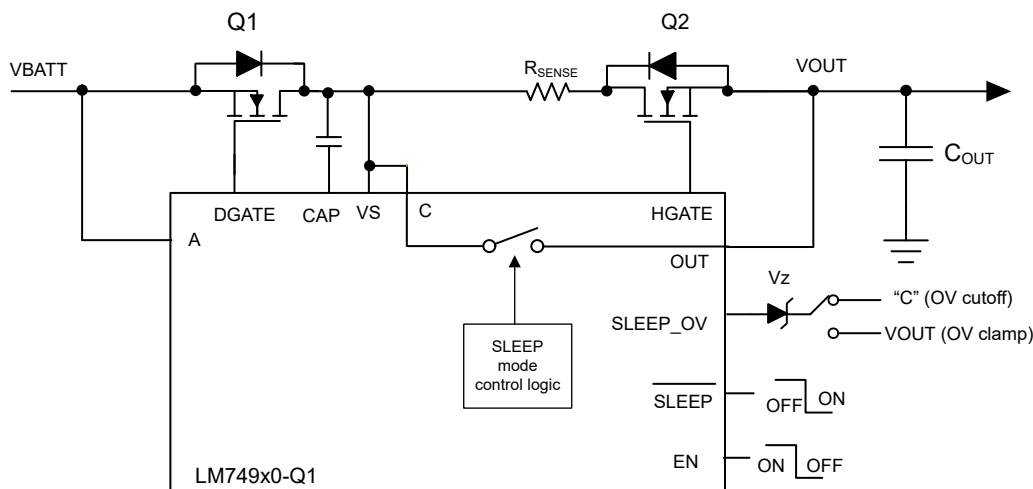 Q1
Q2
VBATT
RSENSE
VOUT
COUT
DGATE
CAP
VS
C
HGATE
A
OUT
Vz
SLEEP_OV
“C” (OV cutoff)
VOUT (OV clamp)
SLEEP
mode
control logic
SLEEP
OFF
ON
EN
ON
OFF
LM749x0-Q1